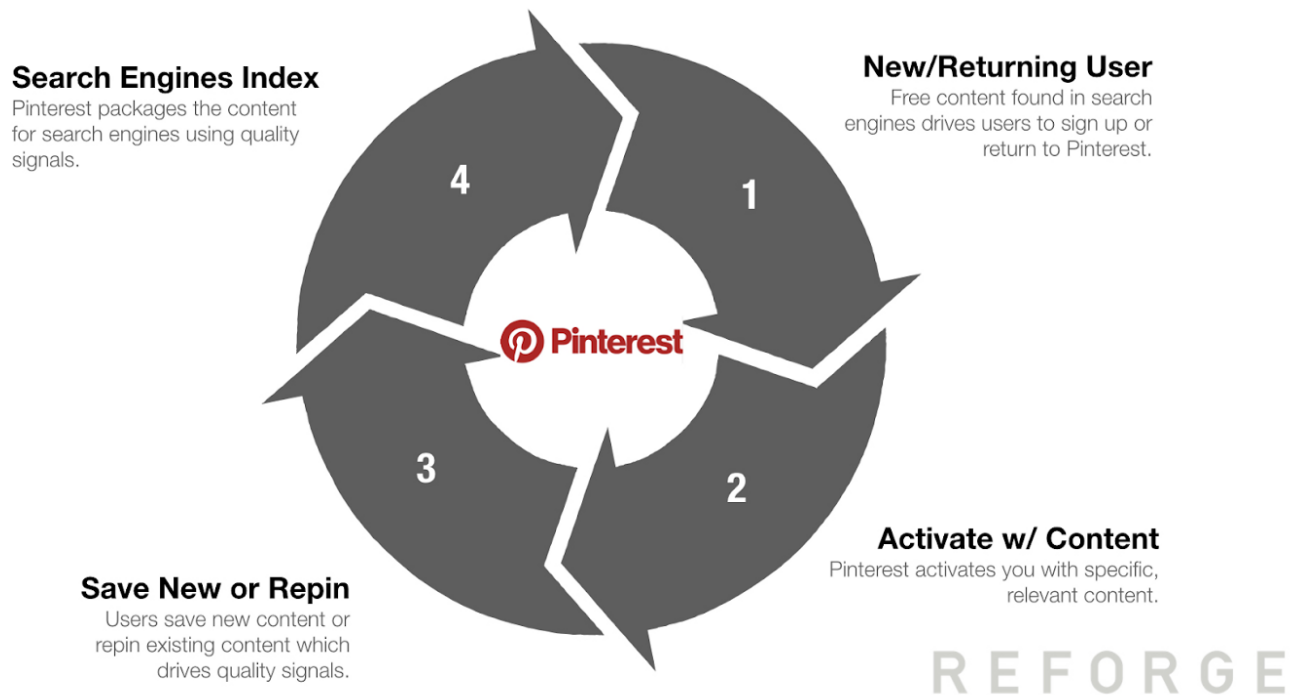 Search Engines Index
Pinterest packages the content
for search engines using quality
signals.
New/Returning User
Free content found in search
engines drives users to sign up or
return to Pinterest.
4
1
Pinterest
3
2
Activate w/ Content
Pinterest activates you with specific,
relevant content.
Save New or Repin
Users save new content or
repin existing content which
drives quality signals.
REFORGE